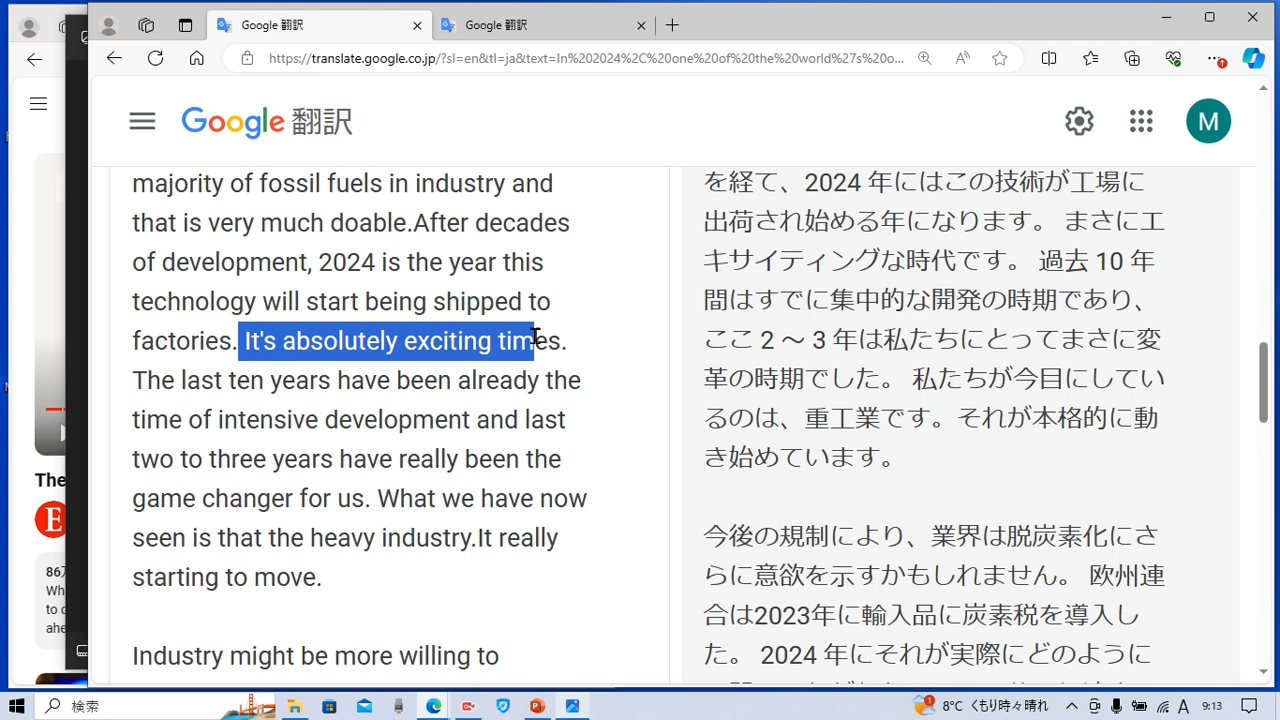 Google 翻訳
Google 翻訳
https://translate.google.co.jp/?sl=en&tl=ja&text=In%202024%2C%20one%20of%20the%20world%27s%20o...
Google 翻訳
M
majority of fossil fuels in industry and
that is very much doable.After decades
of development, 2024 is the year this
technology will start being shipped to
factories. It's absolutely exciting times.
The last ten years have been already the
time of intensive development and last
two to three years have really been the
game changer for us. What we have now
seen is that the heavy industry.It really
starting to move.
Industry might be more willing to
を経て、2024 年にはこの技術が工場に
出荷され始める年になります。 まさにエ
キサイティングな時代です。 過去 10 年
間はすでに集中的な開発の時期であり、
ここ 2 ～ 3 年は私たちにとってまさに変
革の時期でした。 私たちが今目にしてい
るのは、重工業です。それが本格的に動
き始めています。
今後の規制により、業界は脱炭素化にさ
らに意欲を示すかもしれません。 欧州連
合は2023年に輸入品に炭素税を導入し
た。 2024 年にそれが実際にどのように
The
E
Wh
to c
ahe
検索
1
8°C くもり時々晴れ
A
9:13